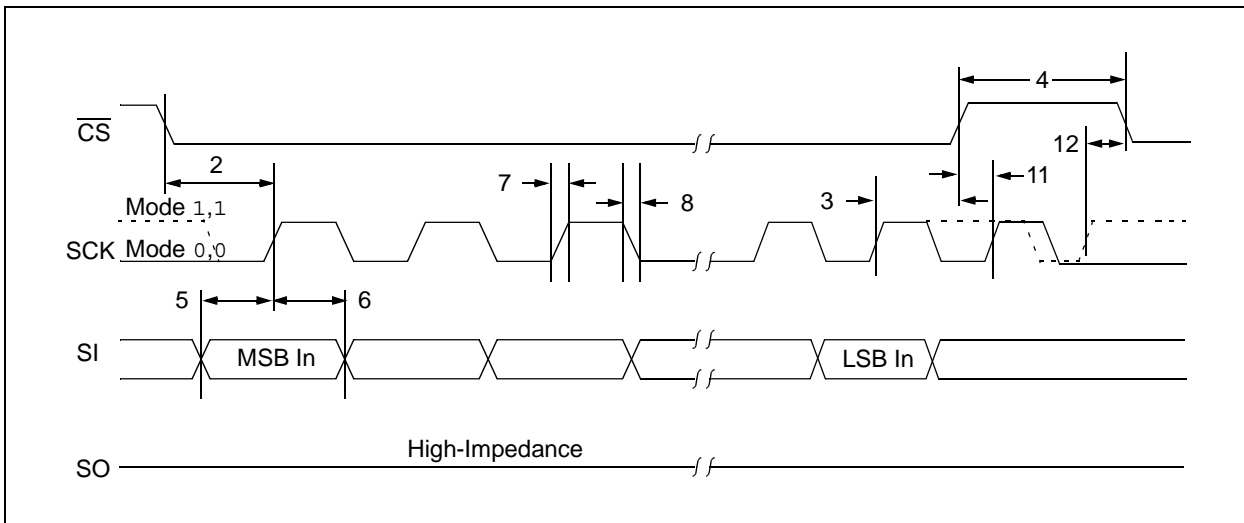 4
CS
12
2
7
11
3
8
Mode 1,1
SCK
Mode 0,0
5
6
SI
MSB In
LSB In
High-Impedance
SO